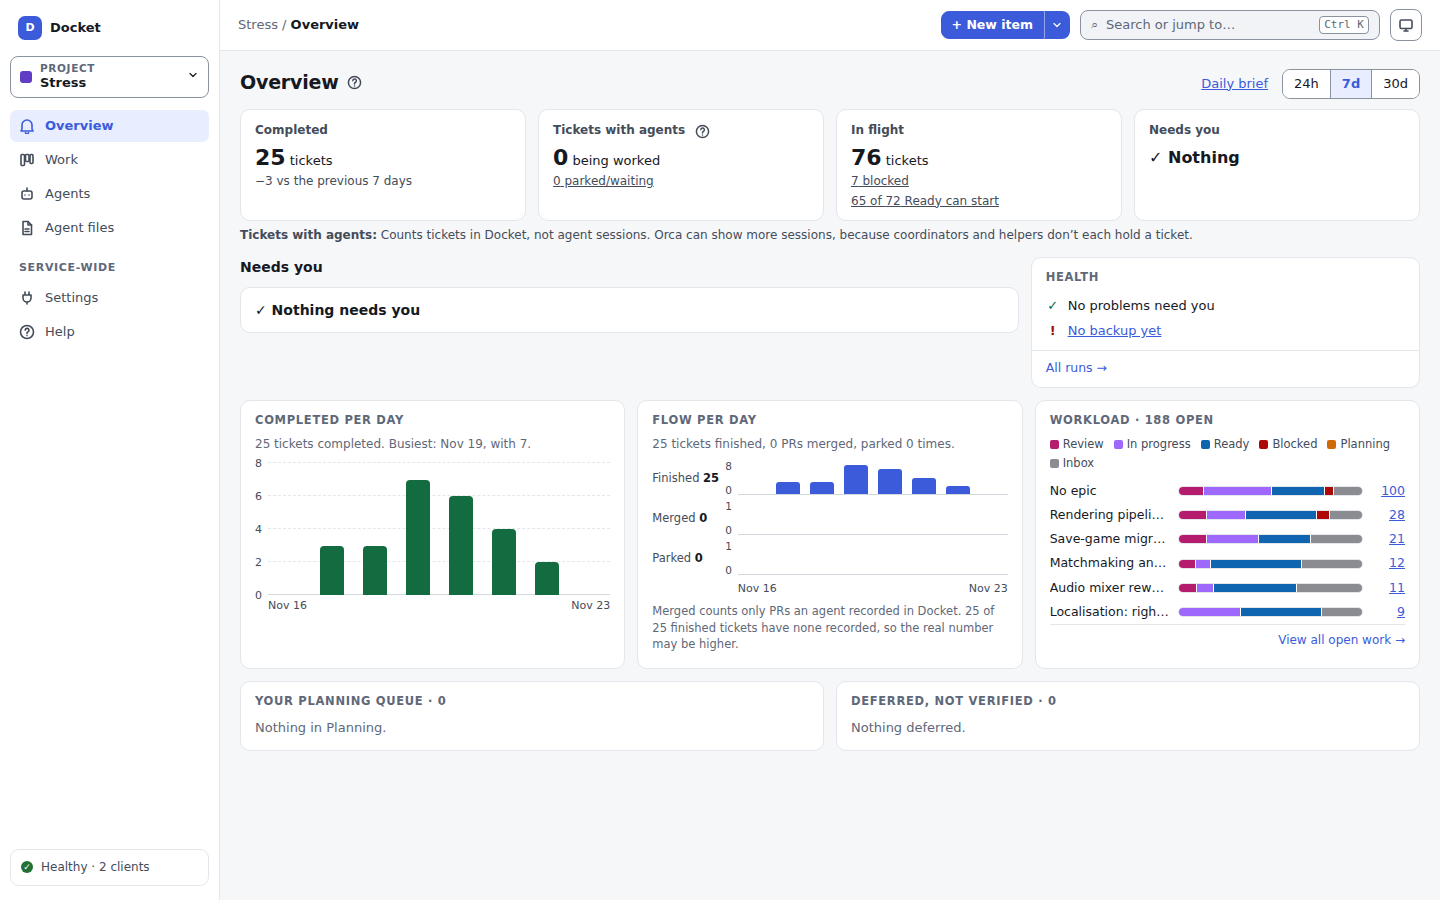 D Docket
PROJECT
Stress
Overview
Work
Agents
Agent files
SERVICE-WIDE
Settings
Help
✓ Healthy · 2 clients
Stress / Overview
+ New item
Search or jump to…
Ctrl K
Overview
Daily brief
24h 7d 30d
Completed
25 tickets
−3 vs the previous 7 days
Tickets with agents
0 being worked
0 parked/waiting
In flight
76 tickets
7 blocked
65 of 72 Ready can start
Needs you
✓ Nothing
Tickets with agents: Counts tickets in Docket, not agent sessions. Orca can show more sessions, because coordinators and helpers don’t each hold a ticket.
Needs you
✓ Nothing needs you
HEALTH
✓ No problems need you
! No backup yet
All runs →
COMPLETED PER DAY
25 tickets completed. Busiest: Nov 19, with 7.
8
6
4
2
0
Nov 16 Nov 23
FLOW PER DAY
25 tickets finished, 0 PRs merged, parked 0 times.
Finished 25 8
0
Merged 0 1
0
Parked 0 1
0
Nov 16 Nov 23
Merged counts only PRs an agent recorded in Docket. 25 of
25 finished tickets have none recorded, so the real number
may be higher.
WORKLOAD · 188 OPEN
Review In progress Ready Blocked Planning
Inbox
No epic 100
Rendering pipeli… 28
Save-game migr… 21
Matchmaking an… 12
Audio mixer rew… 11
Localisation: righ… 9
View all open work →
YOUR PLANNING QUEUE · 0
Nothing in Planning.
DEFERRED, NOT VERIFIED · 0
Nothing deferred.